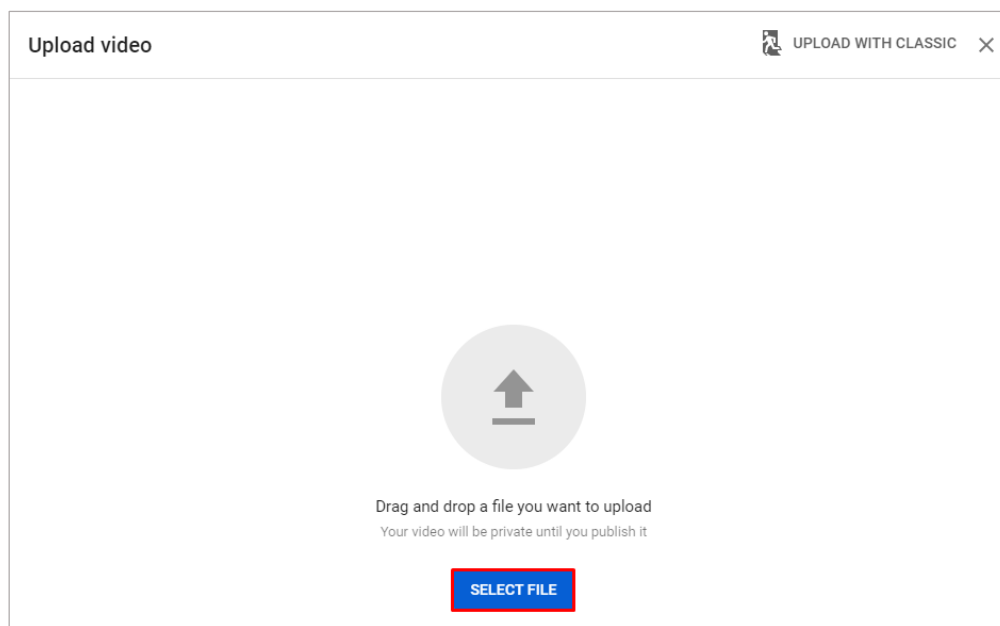 Upload video
UPLOAD WITH CLASSIC
Drag and drop a file you want to upload
Your video will be private until you publish it
SELECT FILE